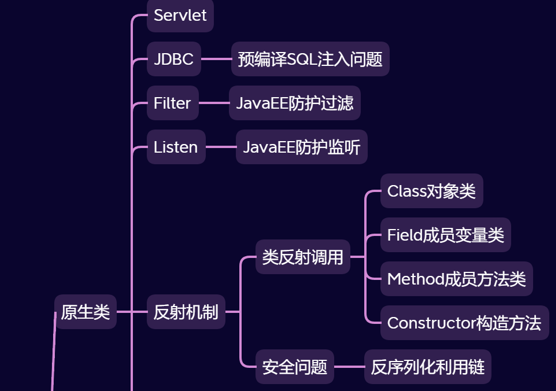 Servlet
JDBC
预编译SQL注入问题
Filter
JavaEE防护过滤
Listen
JavaEE防护监听
Class对象类
Field成员变量类
类反射调用
Method成员方法类
原生类
反射机制
Constructor构造方法
安全问题
反序列化利用链